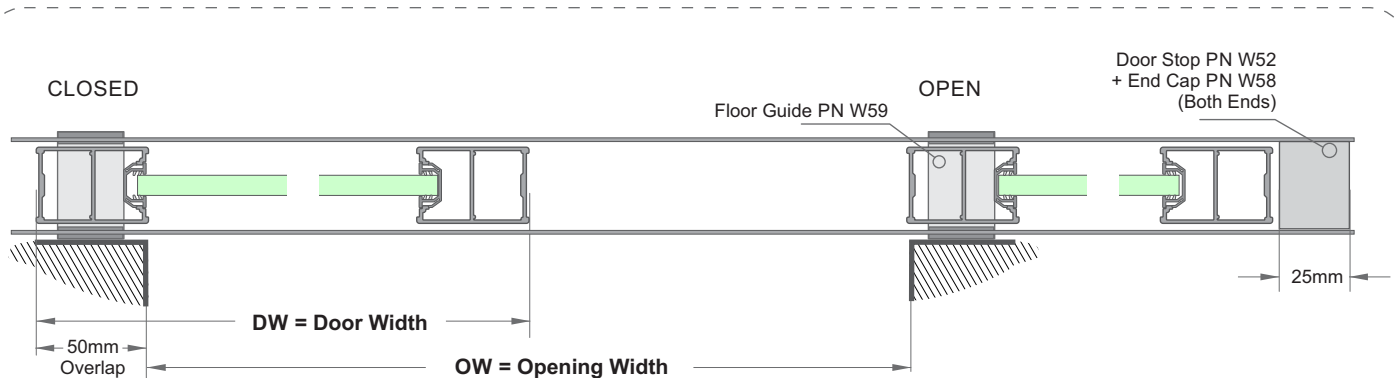 CLOSED
Floor Guide PN W59
OPEN
Door Stop PN W52
+ End Cap PN W58
(Both Ends)
25mm
DW = Door Width
50mm
Overlap
OW = Opening Width